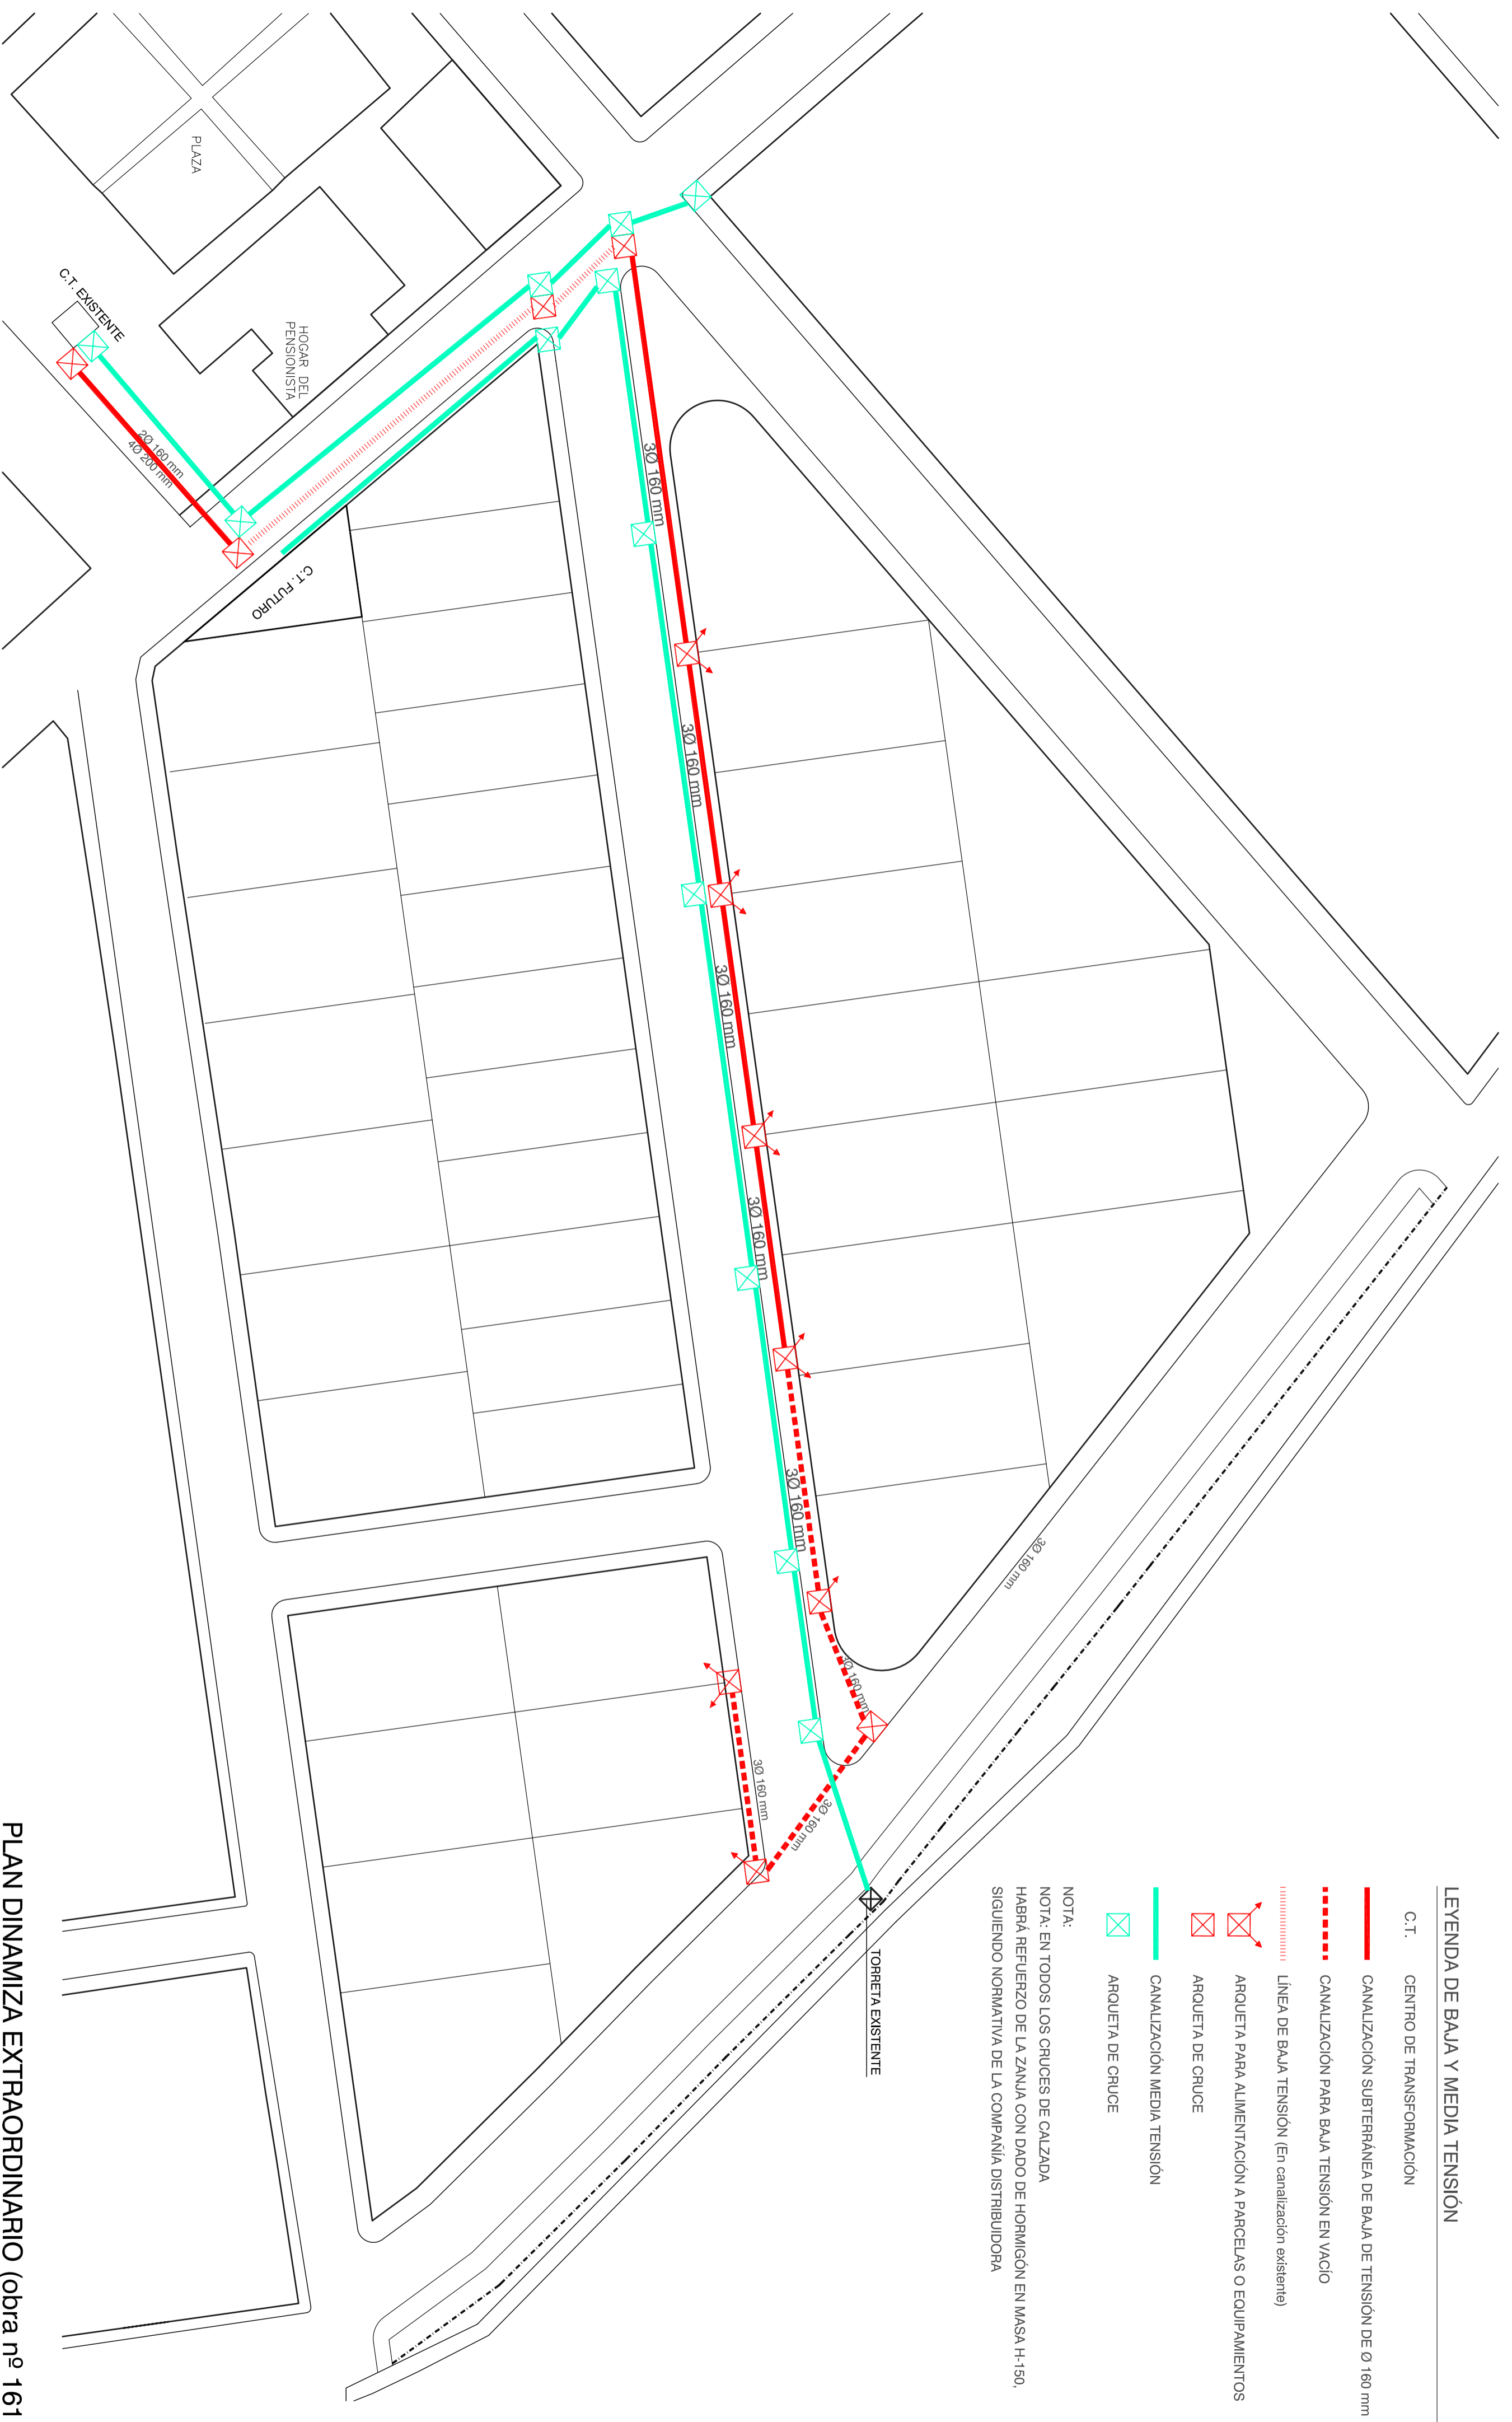 LEYENDA DE BAJA Y MEDIA TENSIÓN
C.T. CENTRO DE TRANSFORMACIÓN
CANALIZACIÓN SUBTERRÁNEA DE BAJA DE TENSIÓN DE Ø 160 mm
CANALIZACIÓN PARA BAJA TENSIÓN EN VACÍO
LÍNEA DE BAJA TENSIÓN (En canalización existente)
ARQUETA PARA ALIMENTACIÓN A PARCELAS O EQUIPAMIENTOS
ARQUETA DE CRUCE
CANALIZACIÓN MEDIA TENSIÓN
ARQUETA DE CRUCE
NOTA:
NOTA: EN TODOS LOS CRUCES DE CALZADA
HABRÁ REFUERZO DE LA ZANJA CON DADO DE HORMIGÓN EN MASA H-150,
SIGUIENDO NORMATIVA DE LA COMPAÑÍA DISTRIBUIDORA
PLAZA
HOGAR DEL
PENSIONISTA
C.T. EXISTENTE
2Ø 160 mm
4Ø 200 mm
C.T. FUTURO
3Ø 160 mm
3Ø 160 mm
3Ø 160 mm
3Ø 160 mm
3Ø 160 mm
3Ø 160 mm
3Ø 160 mm
3Ø 160 mm
3Ø 160 mm
TORRETA EXISTENTE
PLAN DINAMIZA EXTRAORDINARIO (obra nº 161